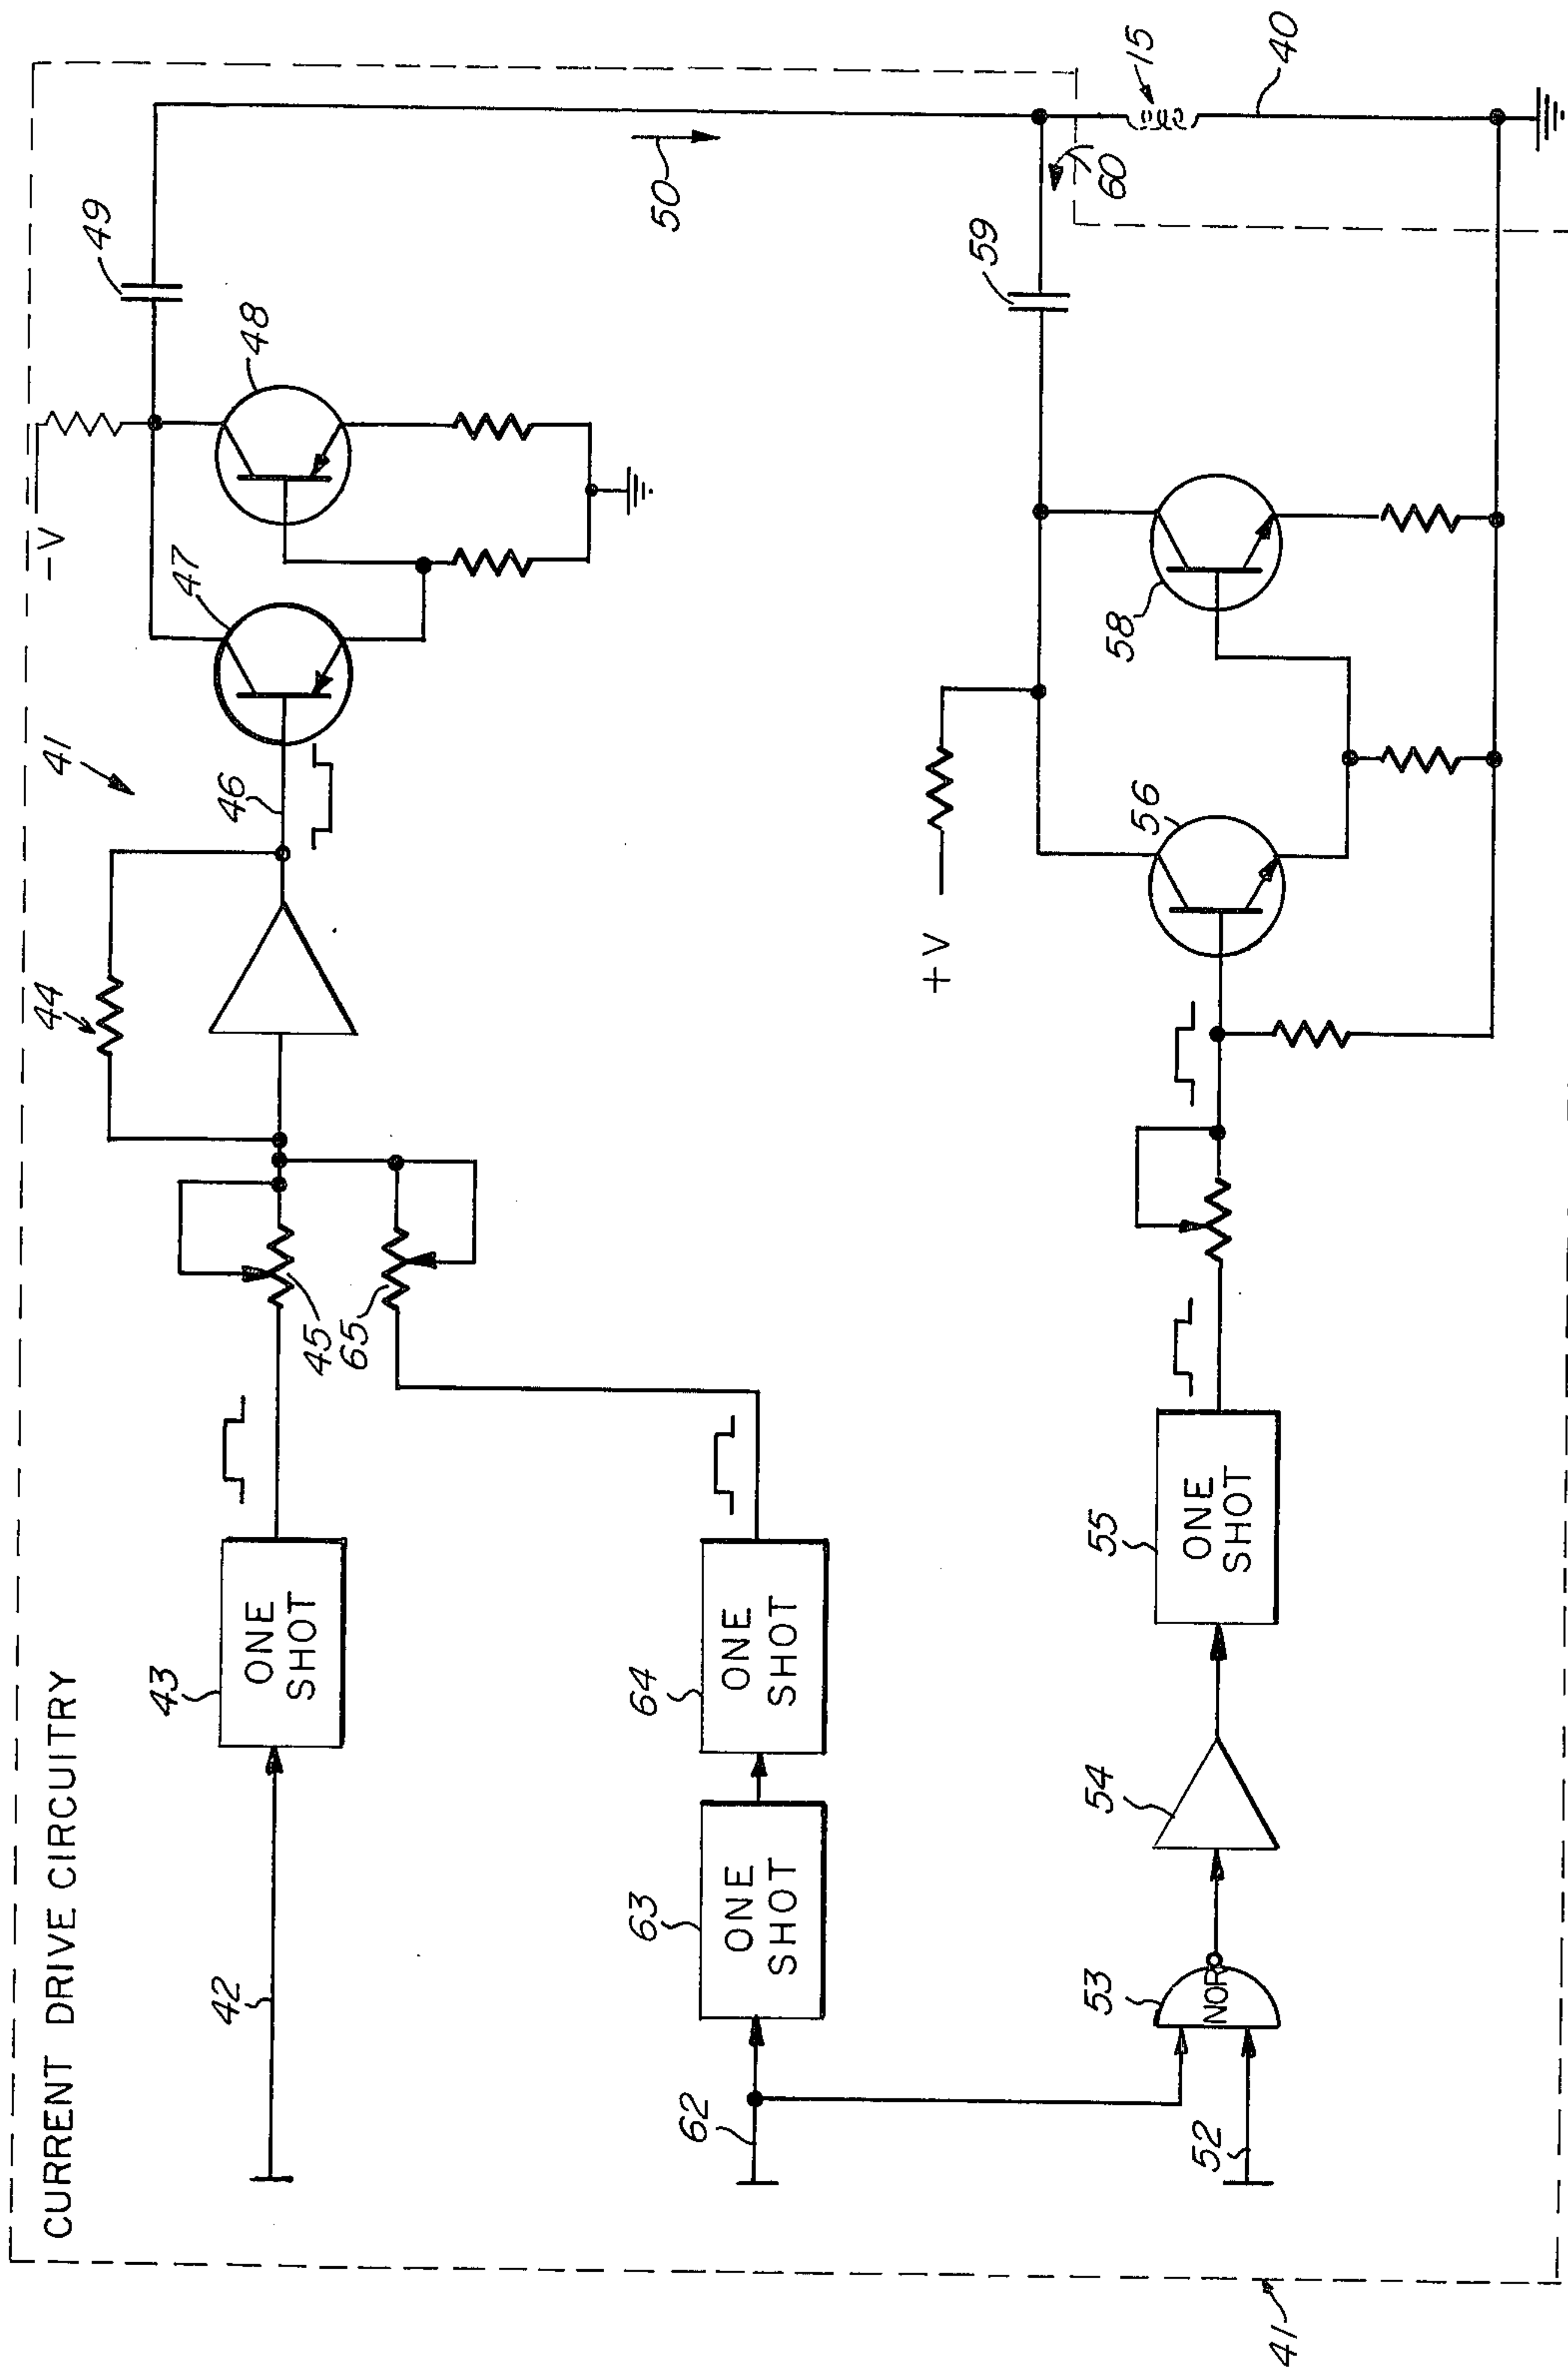 CURRENT DRIVE CIRCUITRY
41
42
43
ONE
SHOT
45
65
44
46
41
47
-V
48
49
50
62
63
ONE
SHOT
64
ONE
SHOT
52
53
NOR
54
55
ONE
SHOT
+V
56
58
59
60
15
40